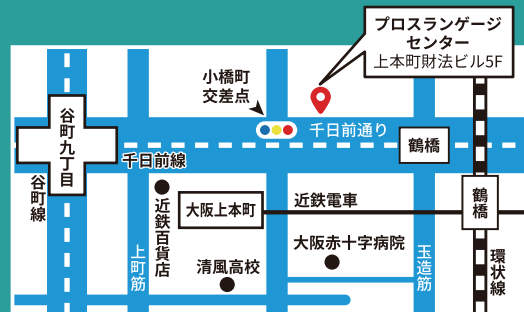 プロスランゲージ
センター
上本町財法ビル5F
小橋町
交差点
千日前通り
鶴橋
谷町九丁目
千日前線
谷町線
近鉄百貨店
大阪上本町
近鉄電車
鶴橋
上町筋
清風高校
大阪赤十字病院
玉造筋
環状線